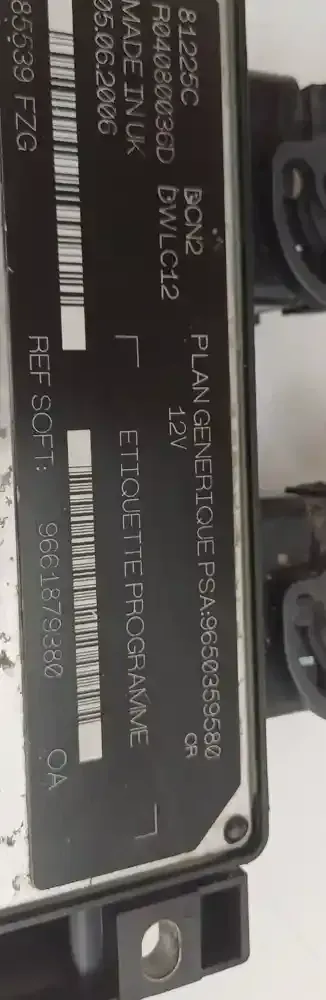 81225C
R04080036D DCN2 PLAN GENERIQUE PSA:9650359580 OR
MADE IN UK DWLC12 12V
05.06.2006
ETIQUETTE PROGRAMME
85539 FZG REF SOFT: 9661879380 0A